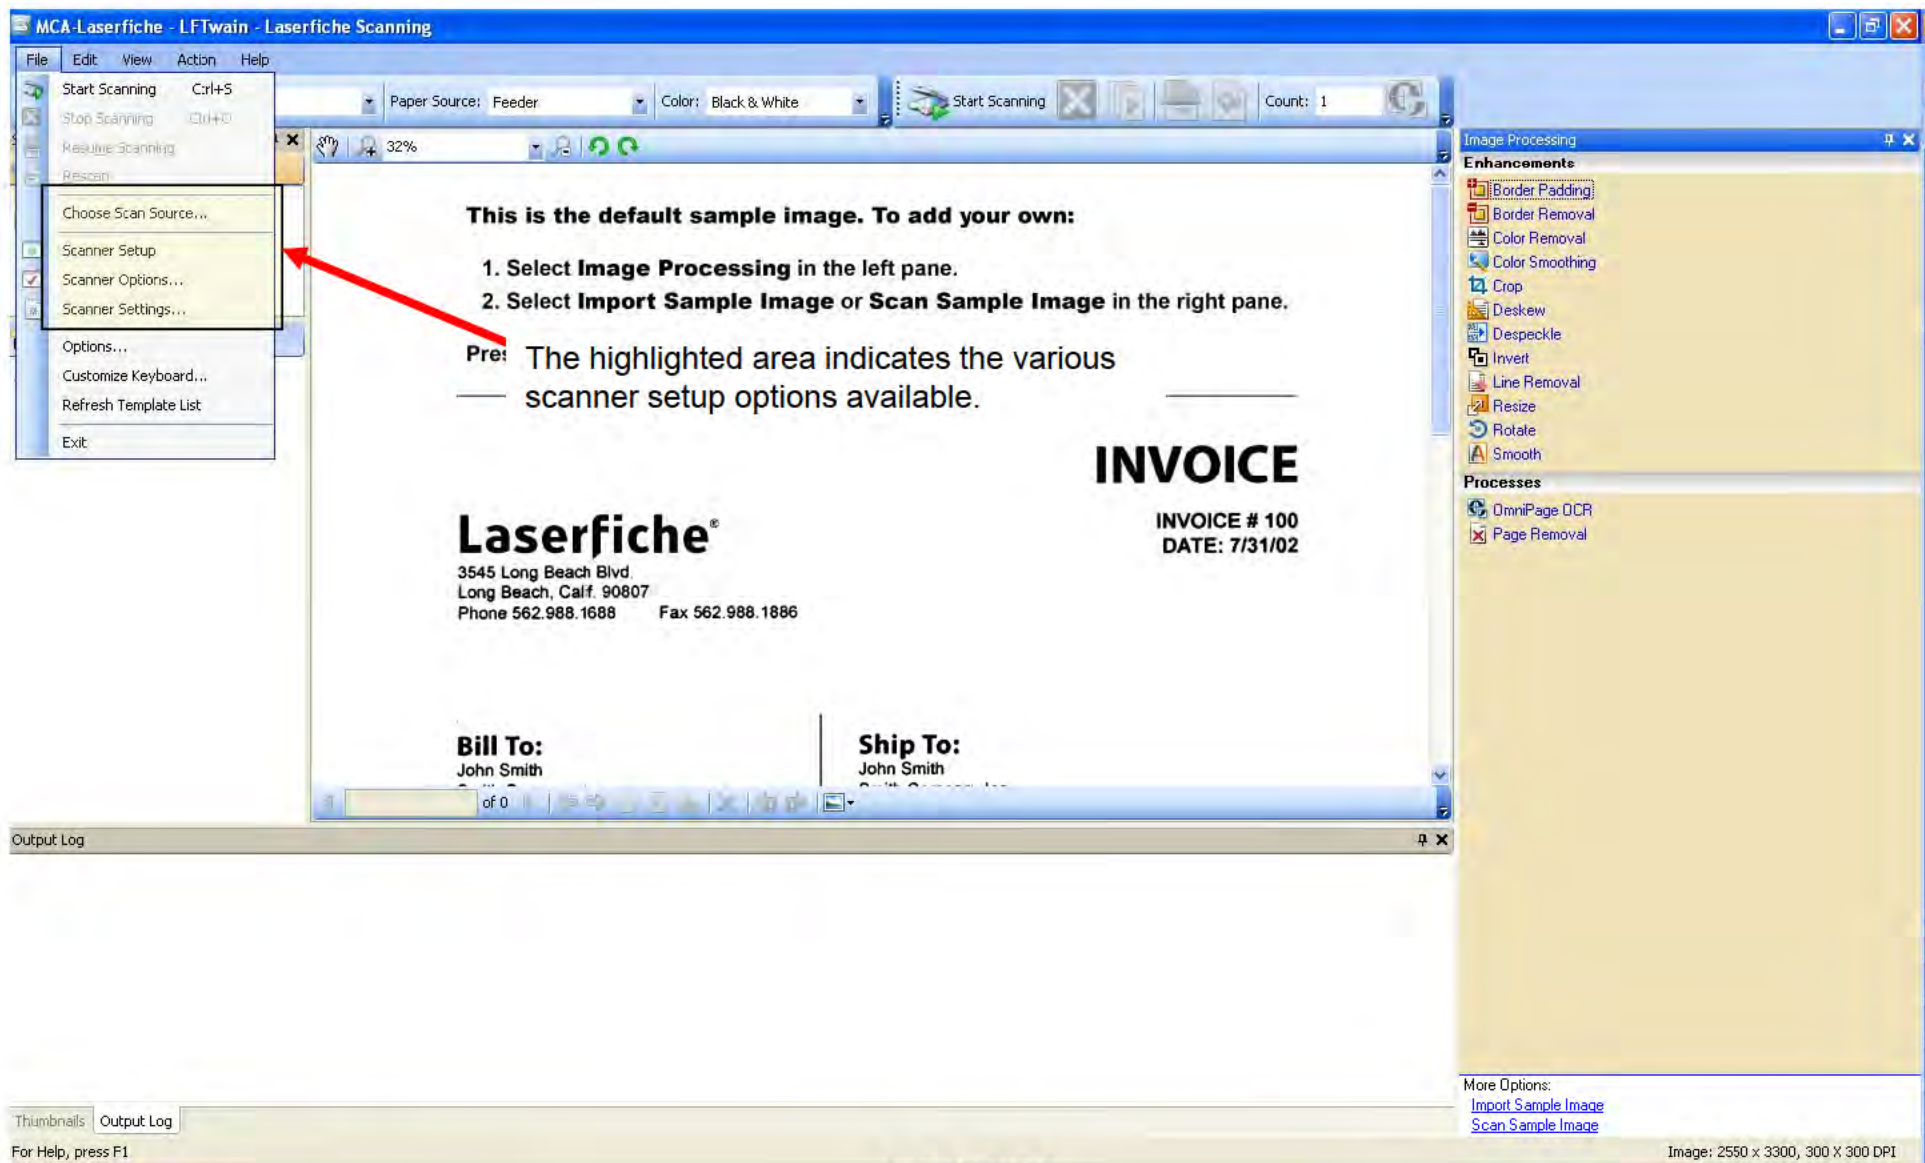 MCA-Laserfiche - LFTwain - Laserfiche Scanning
File Edit View Action Help
Start Scanning Ctrl+S
Stop Scanning
Resume Scanning
Rescan
Choose Scan Source...
Scanner Setup
Scanner Options...
Scanner Settings...
Options...
Customize Keyboard...
Refresh Template List
Exit
Paper Source: Feeder Color: Black & White Start Scanning Count: 1
32%
This is the default sample image. To add your own:
1. Select Image Processing in the left pane.
2. Select Import Sample Image or Scan Sample Image in the right pane.
The highlighted area indicates the various
scanner setup options available.
INVOICE
Laserfiche®
INVOICE # 100
DATE: 7/31/02
3545 Long Beach Blvd.
Long Beach, Calif. 90807
Phone 562.988.1688 Fax 562.988.1886
Bill To:
John Smith
Ship To:
John Smith
of 0
Image Processing
Enhancements
Border Padding
Border Removal
Color Removal
Color Smoothing
Crop
Deskew
Despeckle
Invert
Line Removal
Resize
Rotate
Smooth
Processes
OmniPage OCR
Page Removal
More Options:
Import Sample Image
Scan Sample Image
Output Log
Thumbnails Output Log
For Help, press F1
Image: 2550 x 3300, 300 X 300 DPI